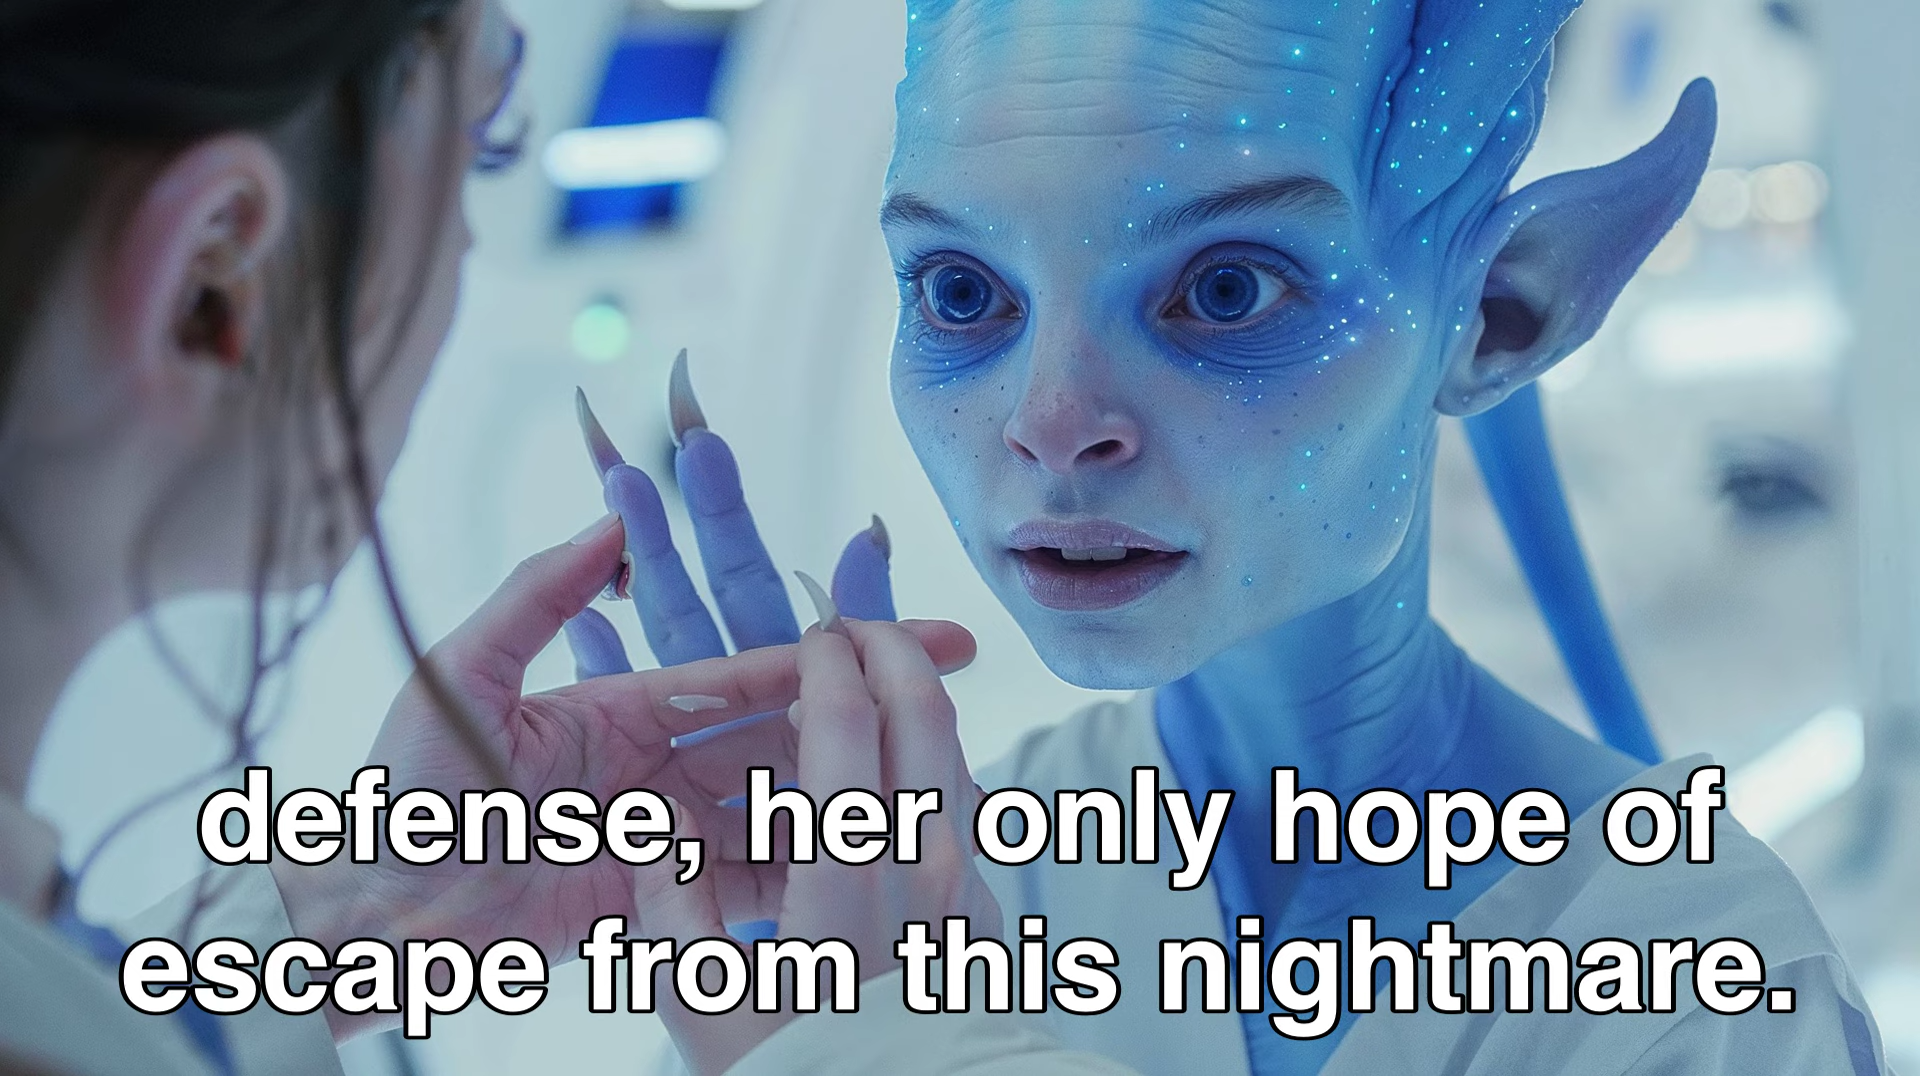 defense, her only hope of
escape from this nightmare.